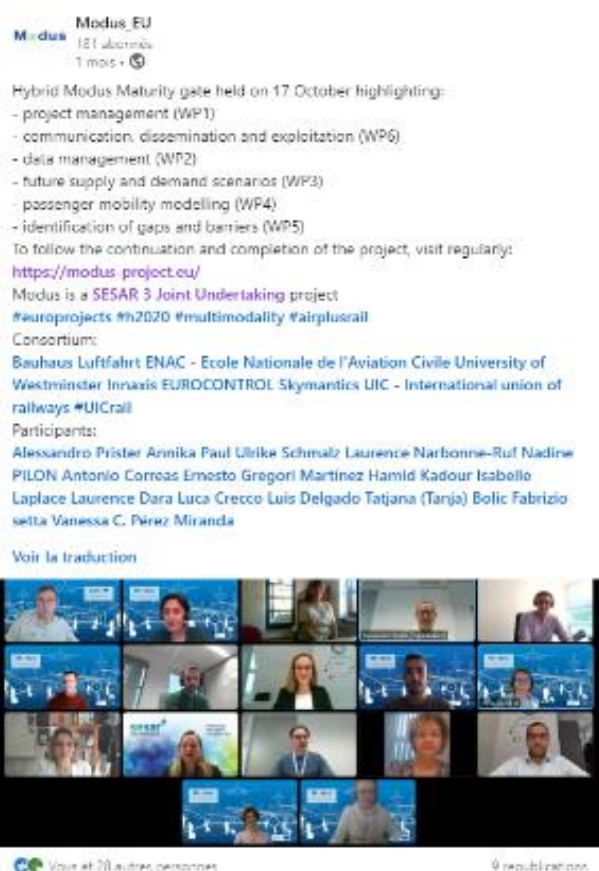 Modus
Modus_EU
181 abonnés
1 mois •
Hybrid Modus Maturity gate held on 17 October highlighting:
- project management (WP1)
- communication, dissemination and exploitation (WP6)
- data management (WP2)
- future supply and demand scenarios (WP3)
- passenger mobility modelling (WP4)
- identification of gaps and barriers (WP5)
To follow the continuation and completion of the project, visit regularly:
https://modus-project.eu/
Modus is a SESAR 3 Joint Undertaking project
#europrojects #h2020 #multimodality #airplusrail
Consortium:
Bauhaus Luftfahrt ENAC - Ecole Nationale de l'Aviation Civile University of
Westminster Innaxis EUROCONTROL Skymantics UIC - International union of
railways #UICrail
Participants:
Alessandro Prister Annika Paul Ulrike Schmalz Laurence Narbonne-Ruf Nadine
PILON Antonio Correas Ernesto Gregori Martínez Hamid Kadour Isabelle
Laplace Laurence Dara Luca Crecco Luis Delgado Tatjana (Tanja) Bolic Fabrizio
setta Vanessa C. Pérez Miranda
Voir la traduction
sesar
Vous et 28 autres personnes
9 republications